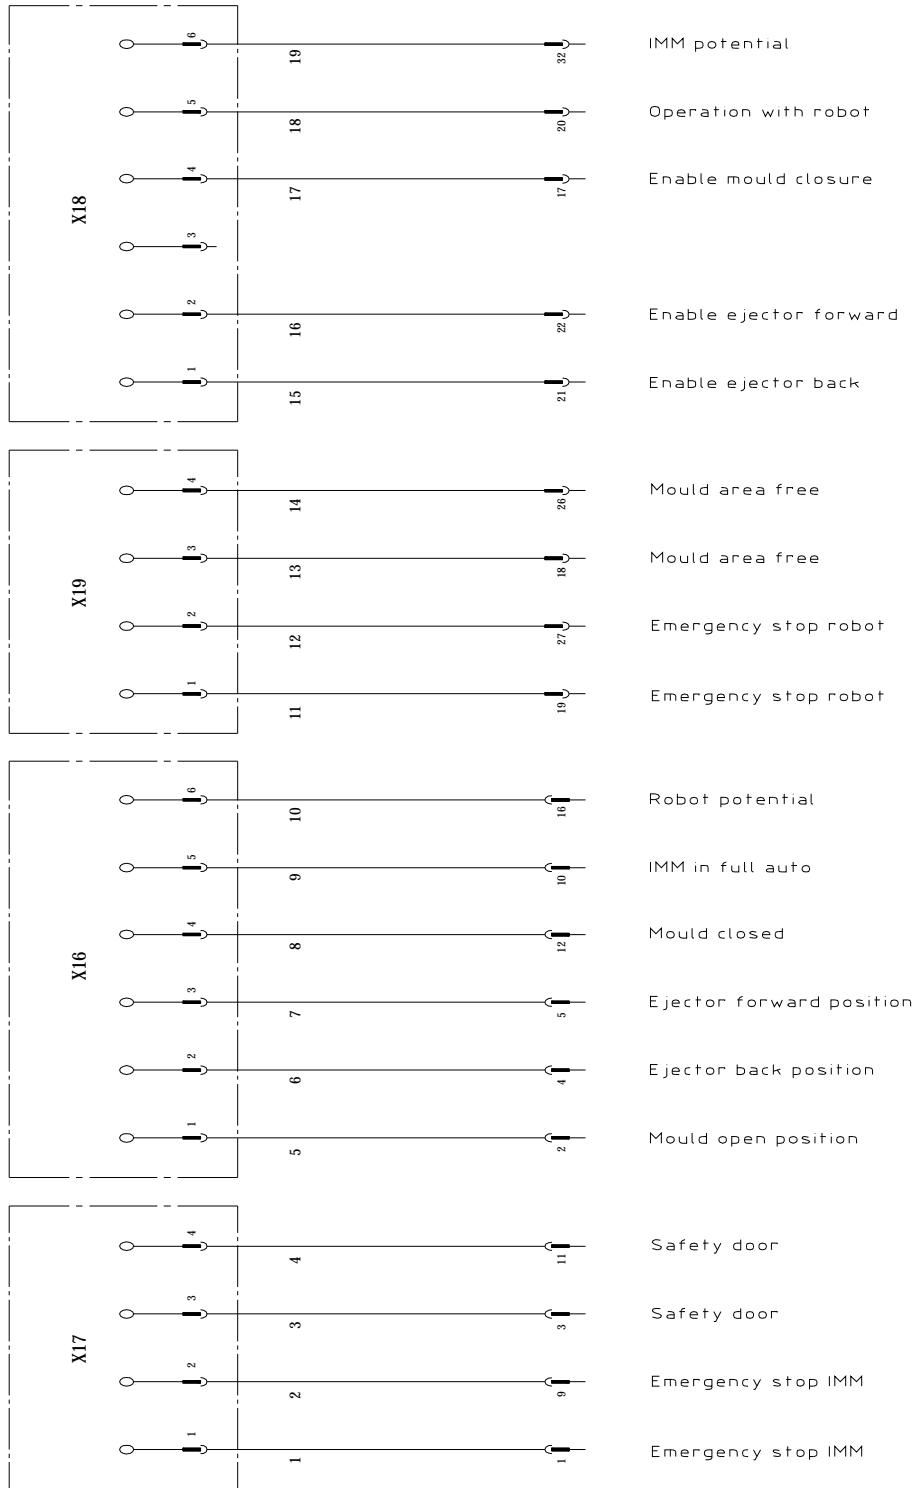 6 19 32 IMM potential
5 18 20 Operation with robot
4 17 17 Enable mould closure
X18
3
2 16 22 Enable ejector forward
1 15 21 Enable ejector back
4 14 26 Mould area free
3 13 18 Mould area free
X19
2 12 27 Emergency stop robot
1 11 19 Emergency stop robot
6 10 16 Robot potential
5 9 10 IMM in full auto
4 8 12 Mould closed
X16
3 7 5 Ejector forward position
2 6 4 Ejector back position
1 5 2 Mould open position
4 4 11 Safety door
3 3 3 Safety door
X17
2 2 9 Emergency stop IMM
1 1 1 Emergency stop IMM